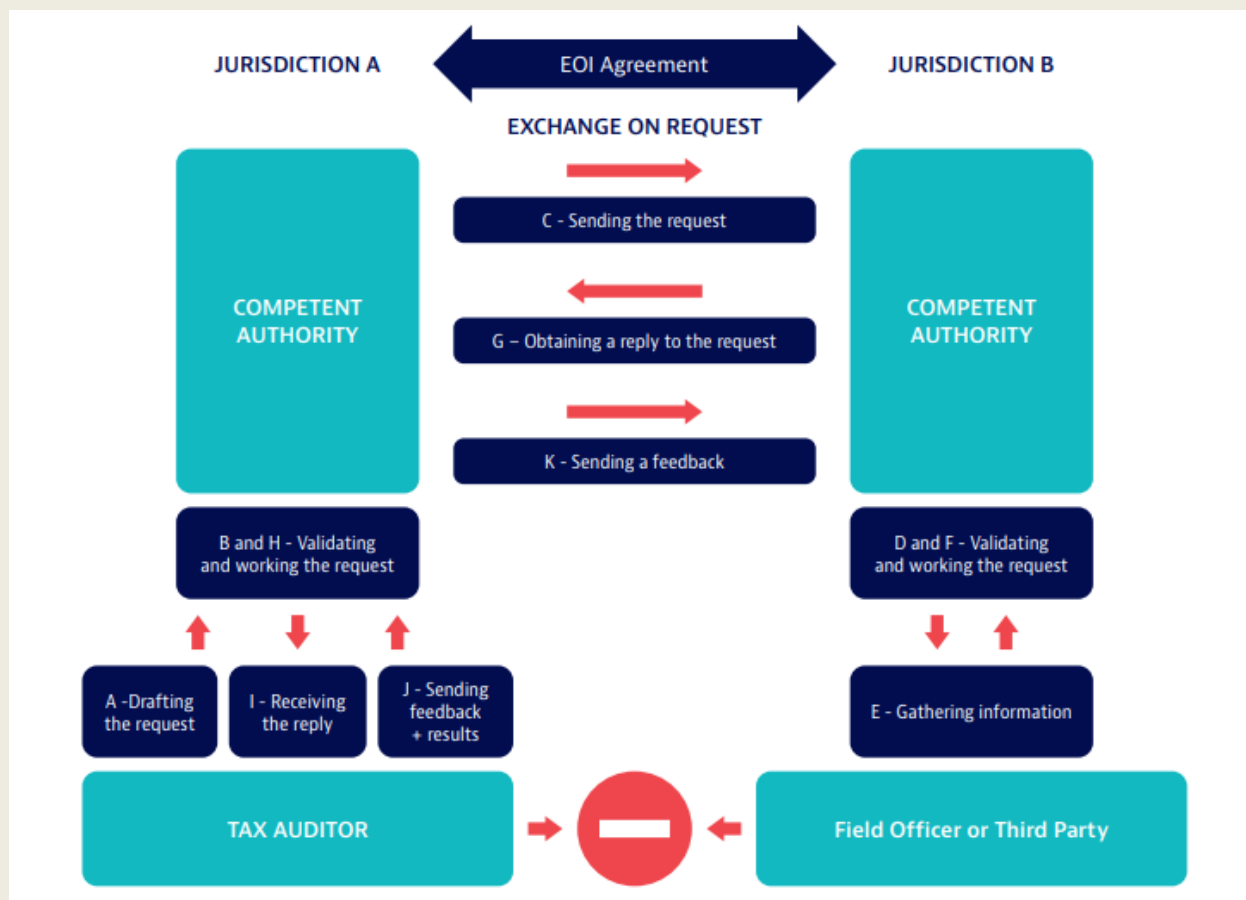 JURISDICTION A
EOI Agreement
JURISDICTION B
EXCHANGE ON REQUEST
COMPETENT
AUTHORITY
C - Sending the request
G – Obtaining a reply to the request
K - Sending a feedback
COMPETENT
AUTHORITY
B and H - Validating
and working the request
D and F - Validating
and working the request
A -Drafting
the request
I - Receiving
the reply
J - Sending
feedback
+ results
E - Gathering information
TAX AUDITOR
Field Officer or Third Party